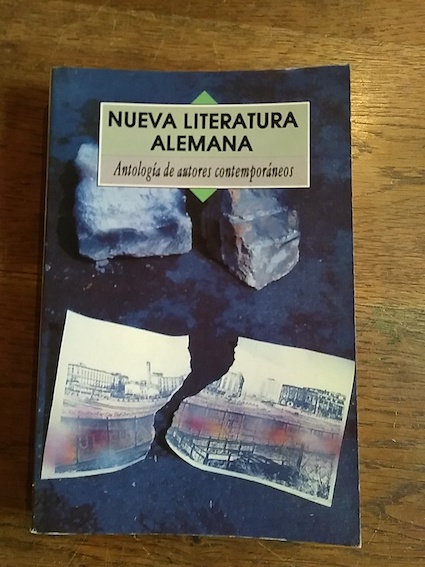 NUEVA LITERATURA
ALEMANA
Antología de autores contemporáneos